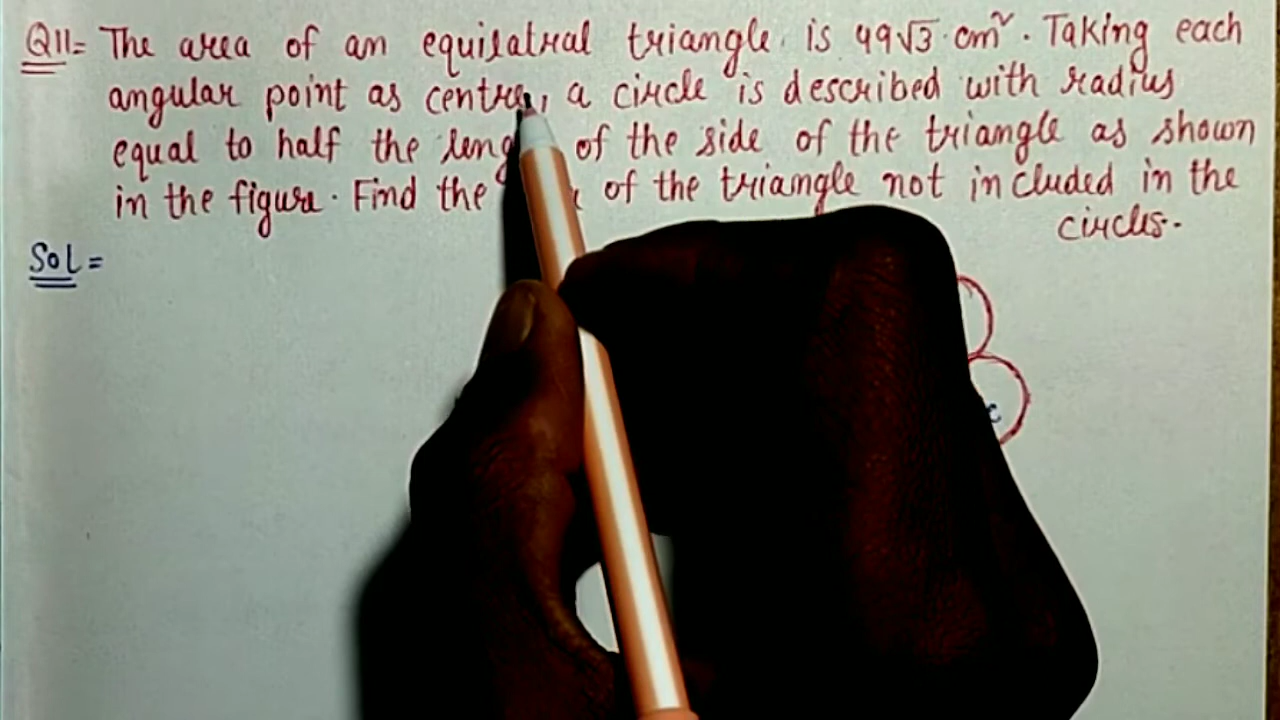 Q11= The area of an equilatral triangle is 49√3 cm². Taking each
angular point as centre, a circle is described with radius
equal to half the leng of the side of the triangle as shown
in the figure. Find the of the triangle not included in the
circles.
Sol=
C